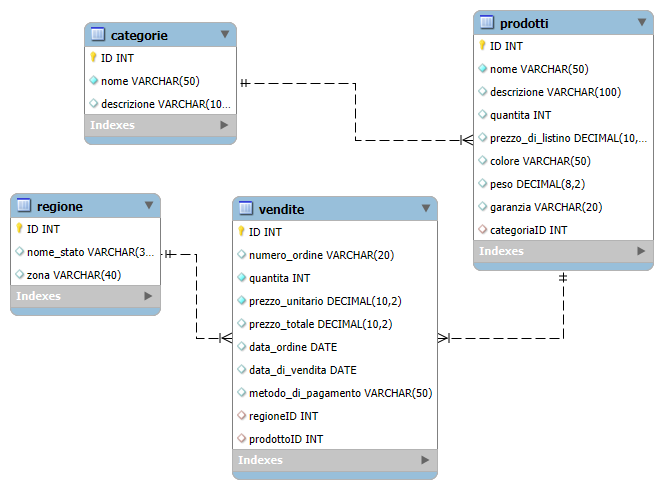 categorie
ID INT
nome VARCHAR(50)
descrizione VARCHAR(10...
Indexes
prodotti
ID INT
nome VARCHAR(50)
descrizione VARCHAR(100)
quantita INT
prezzo_di_listino DECIMAL(10,...
colore VARCHAR(50)
peso DECIMAL(8,2)
garanzia VARCHAR(20)
categoriaID INT
Indexes
regione
ID INT
nome_stato VARCHAR(3...
zona VARCHAR(40)
Indexes
vendite
ID INT
numero_ordine VARCHAR(20)
quantita INT
prezzo_unitario DECIMAL(10,2)
prezzo_totale DECIMAL(10,2)
data_ordine DATE
data_di_vendita DATE
metodo_di_pagamento VARCHAR(50)
regioneID INT
prodottoID INT
Indexes